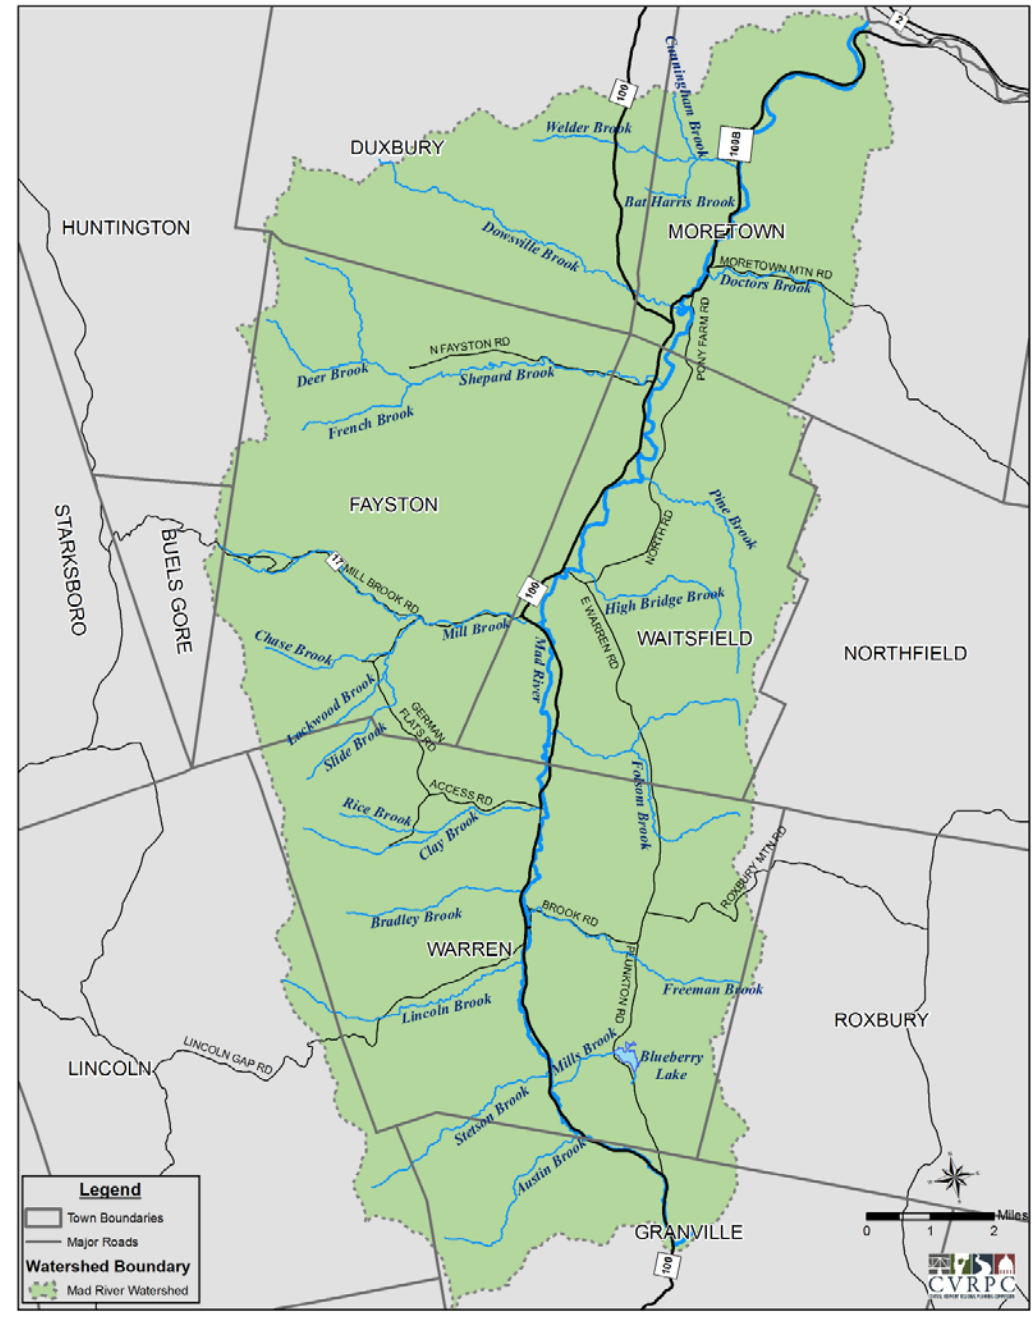 2
Cunningham Brook
100
Welder Brook
100B
DUXBURY
Bat Harris Brook
HUNTINGTON
MORETOWN
Dowsville Brook
MORETOWN MTN RD
Doctors Brook
PONY FARM RD
N FAYSTON RD
Deer Brook
Shepard Brook
French Brook
FAYSTON
Pine Brook
STARKSBORO
BUELS GORE
NORTH RD
17
MILL BROOK RD
100
High Bridge Brook
E WARREN RD
Mill Brook
WAITSFIELD
Chase Brook
NORTHFIELD
Mad River
Lockwood Brook
GERMAN
FLATS RD
Slide Brook
Folsom Brook
ACCESS RD
Rice Brook
Clay Brook
ROXBURY MTN RD
BROOK RD
Bradley Brook
WARREN
PLUNKTON RD
Freeman Brook
Lincoln Brook
ROXBURY
LINCOLN GAP RD
LINCOLN
Mills Brook
Blueberry
Lake
Stetson Brook
Austin Brook
GRANVILLE
100
Legend
Town Boundaries
Major Roads
Watershed Boundary
Mad River Watershed
N
Miles
0 1 2
CVRPC